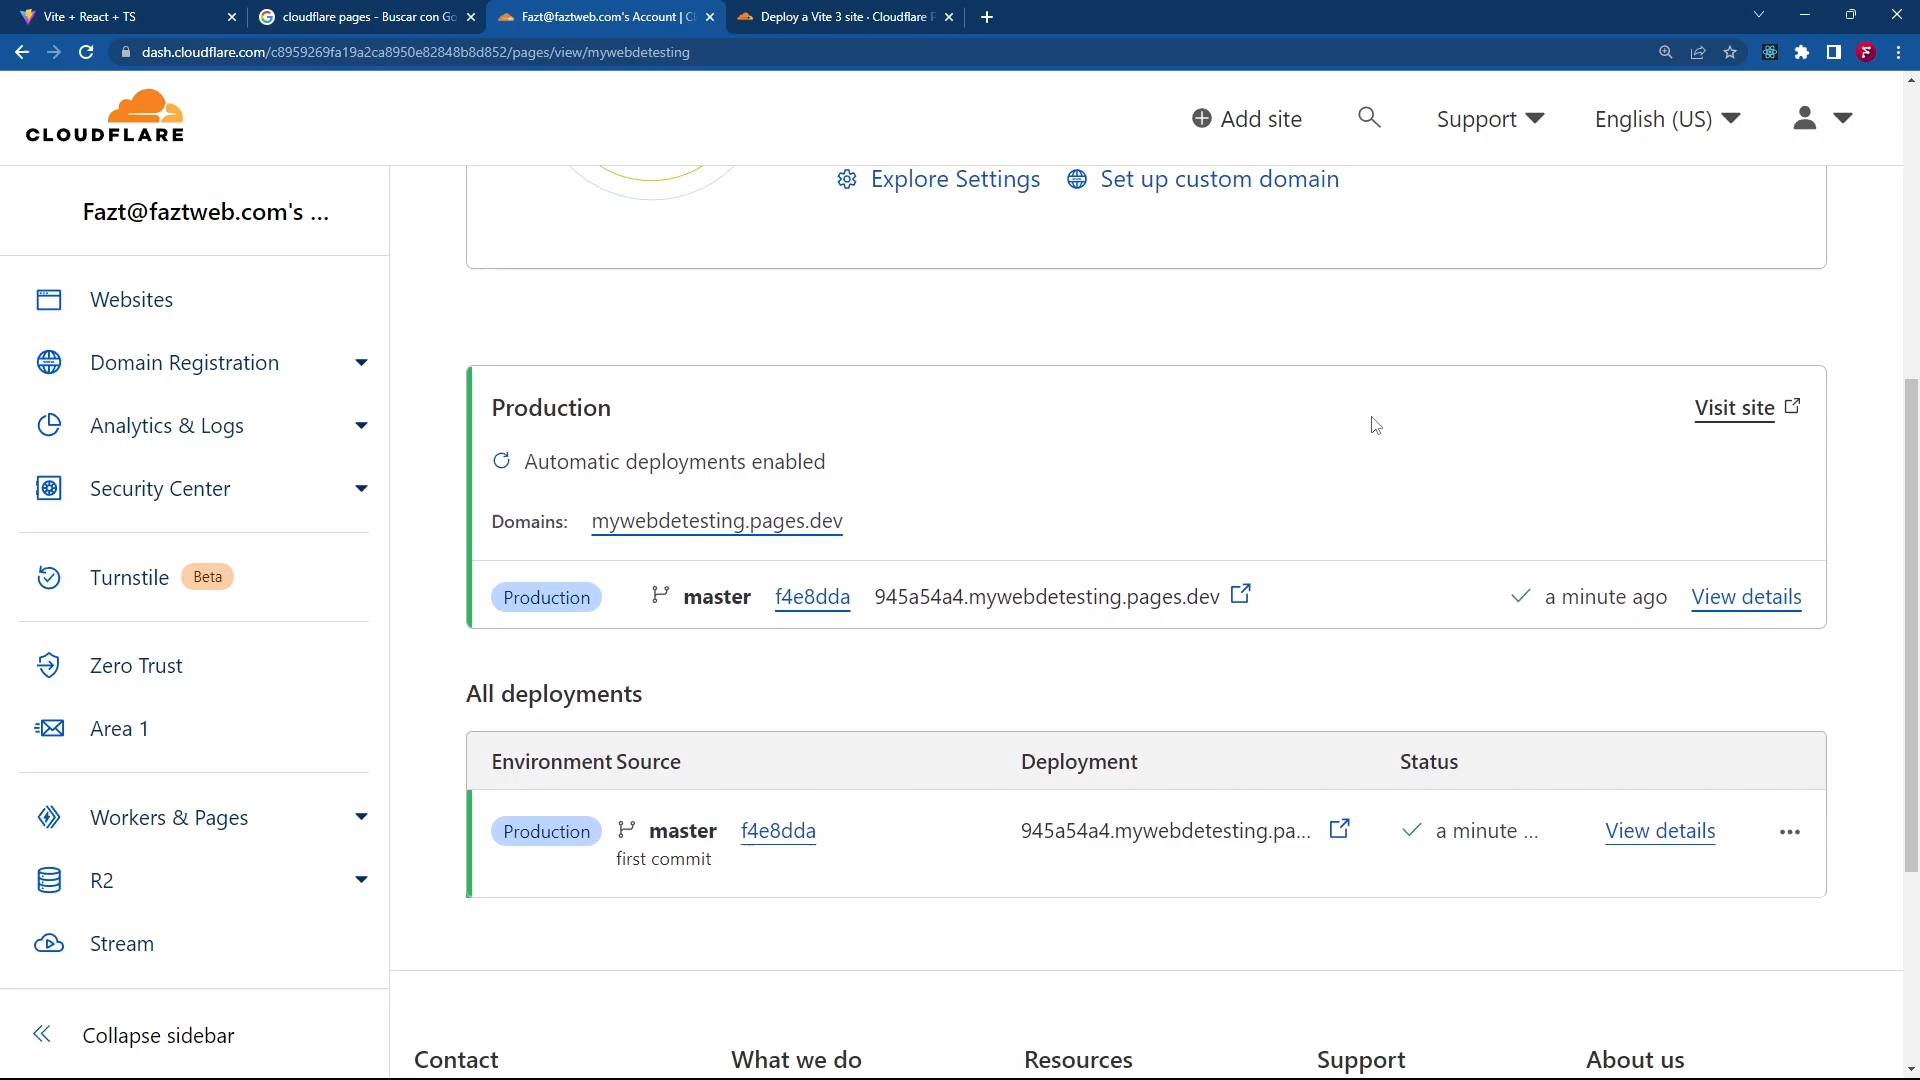 Vite + React + TS
cloudflare pages - Buscar con Go
Fazt@faztweb.com's Account | Cl
Deploy a Vite 3 site · Cloudflare P
dash.cloudflare.com/c8959269fa19a2ca8950e82848b8d852/pages/view/mywebdetesting
CLOUDFLARE
Add site
Support
English (US)
Fazt@faztweb.com's ...
Websites
Domain Registration
Analytics & Logs
Security Center
Turnstile Beta
Zero Trust
Area 1
Workers & Pages
R2
Stream
Collapse sidebar
Explore Settings
Set up custom domain
Production
Visit site
Automatic deployments enabled
Domains: mywebdetesting.pages.dev
Production master f4e8dda 945a54a4.mywebdetesting.pages.dev a minute ago View details
All deployments
Environment Source Deployment Status
Production master f4e8dda 945a54a4.mywebdetesting.pa... a minute ... View details
first commit
Contact What we do Resources Support About us